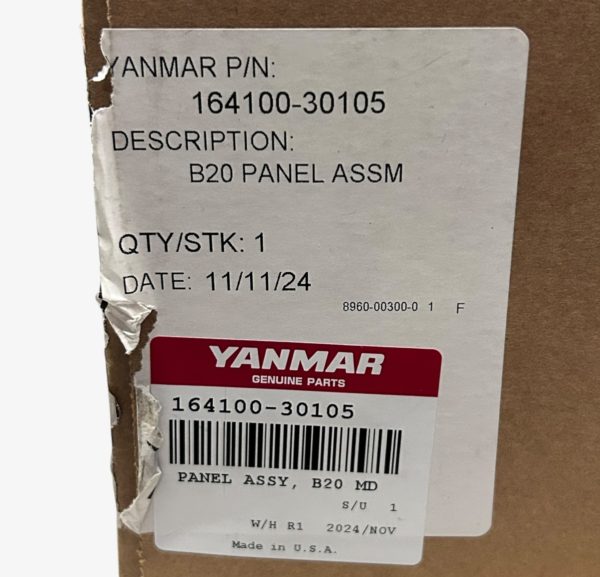 YANMAR P/N:
164100-30105
DESCRIPTION:
B20 PANEL ASSM
QTY/STK: 1
DATE: 11/11/24
8960-00300-0 1 F
YANMAR
GENUINE PARTS
164100-30105
PANEL ASSY, B20 MD
S/U 1
W/H R1 2024/NOV
Made in U.S.A.